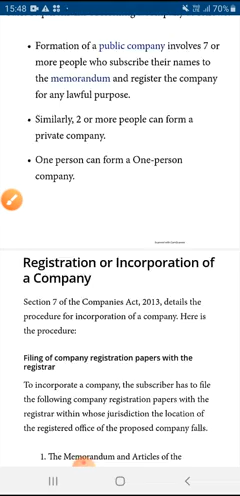 15:48
70%
• Formation of a public company involves 7 or
more people who subscribe their names to
the memorandum and register the company
for any lawful purpose.
• Similarly, 2 or more people can form a
private company.
• One person can form a One-person
company.
Registration or Incorporation of
a Company
Section 7 of the Companies Act, 2013, details the
procedure for incorporation of a company. Here is
the procedure:
Filing of company registration papers with the
registrar
To incorporate a company, the subscriber has to file
the following company registration papers with the
registrar within whose jurisdiction the location of
the registered office of the proposed company falls.
1. The Memorandum and Articles of the